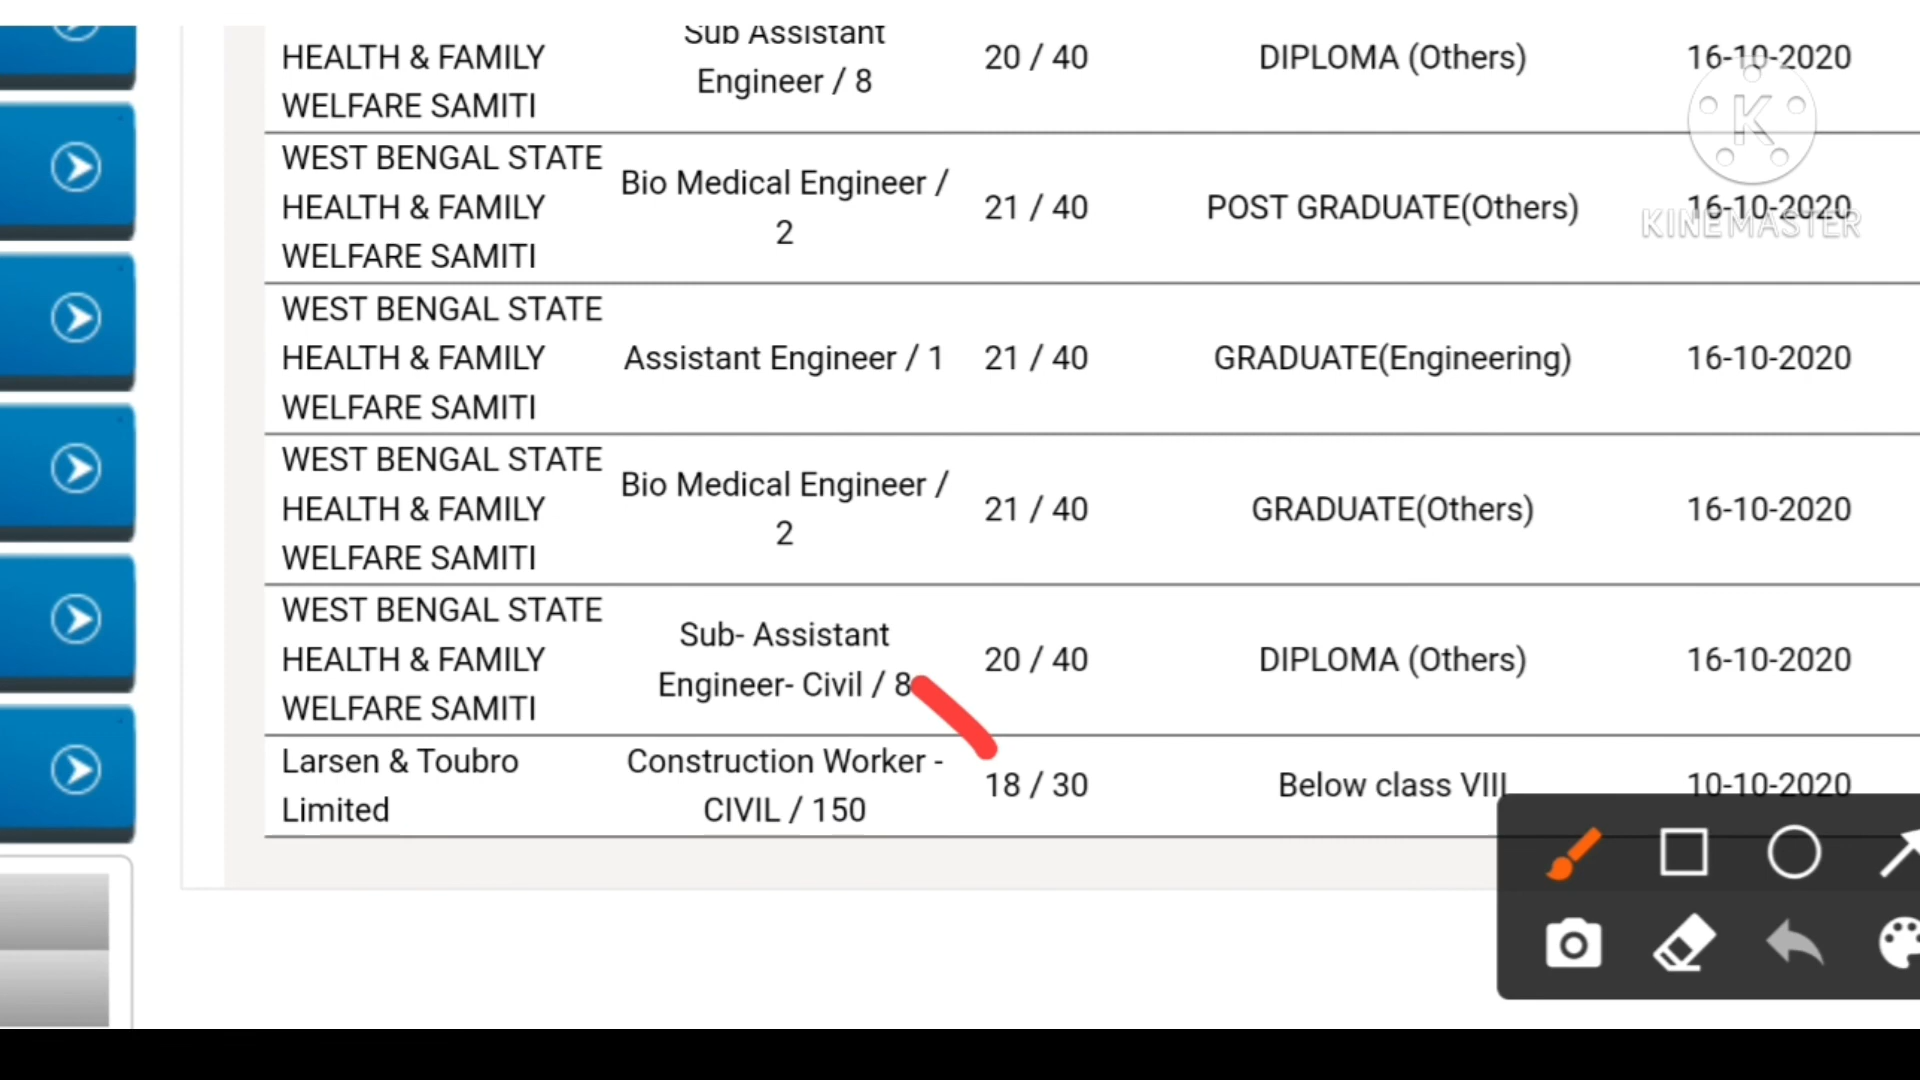 HEALTH & FAMILY
WELFARE SAMITI
Sub Assistant
Engineer / 8
20 / 40
DIPLOMA (Others)
16-10-2020
WEST BENGAL STATE
HEALTH & FAMILY
WELFARE SAMITI
Bio Medical Engineer /
2
21 / 40
POST GRADUATE(Others)
16-10-2020
WEST BENGAL STATE
HEALTH & FAMILY
WELFARE SAMITI
Assistant Engineer / 1
21 / 40
GRADUATE(Engineering)
16-10-2020
WEST BENGAL STATE
HEALTH & FAMILY
WELFARE SAMITI
Bio Medical Engineer /
2
21 / 40
GRADUATE(Others)
16-10-2020
WEST BENGAL STATE
HEALTH & FAMILY
WELFARE SAMITI
Sub- Assistant
Engineer- Civil / 8
20 / 40
DIPLOMA (Others)
16-10-2020
Larsen & Toubro
Limited
Construction Worker -
CIVIL / 150
18 / 30
Below class VIII
10-10-2020
K
KINEMASTER